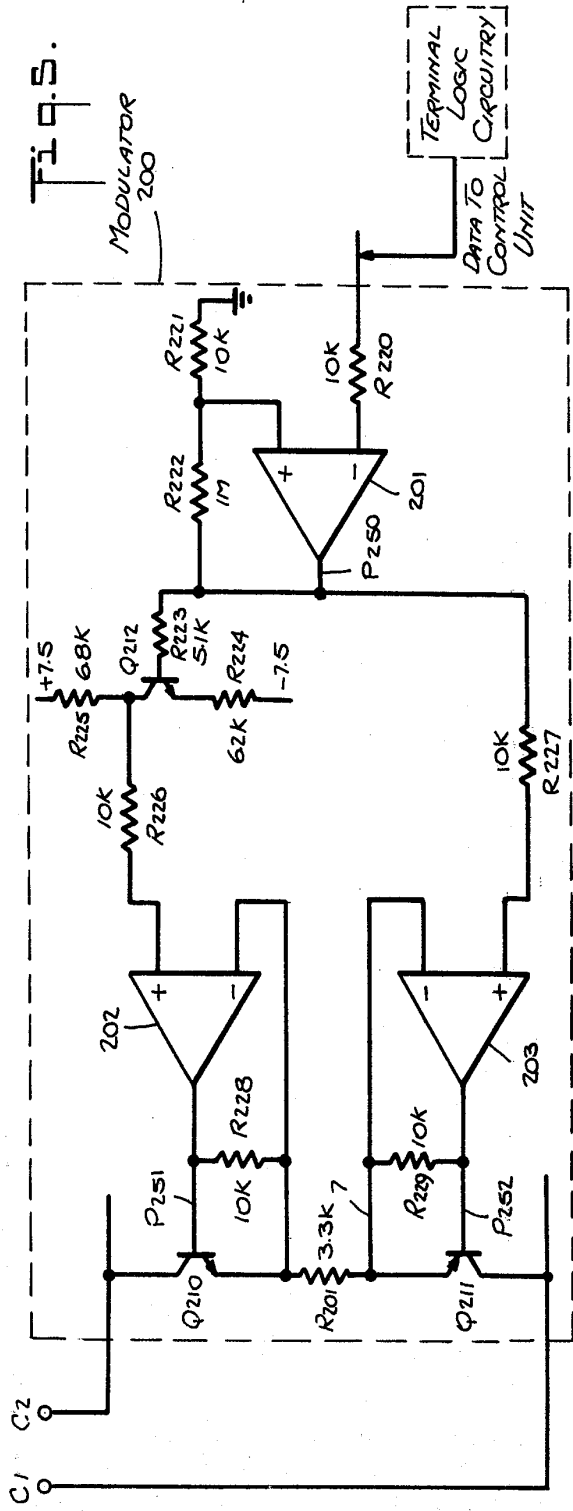 Fig.5.
MODULATOR
200
C1
C2
+7.5
68K
R225
Q212
R223
5.1K
R224
62K
-7.5
R222
1M
R221
10K
10K
R220
+
-
201
P250
10K
R226
+
-
202
P251
R228
10K
Q210
R201
3.3K
7
-
+
203
10K
R229
P252
Q211
10K
R227
DATA TO
CONTROL
UNIT
TERMINAL
LOGIC
CIRCUITRY